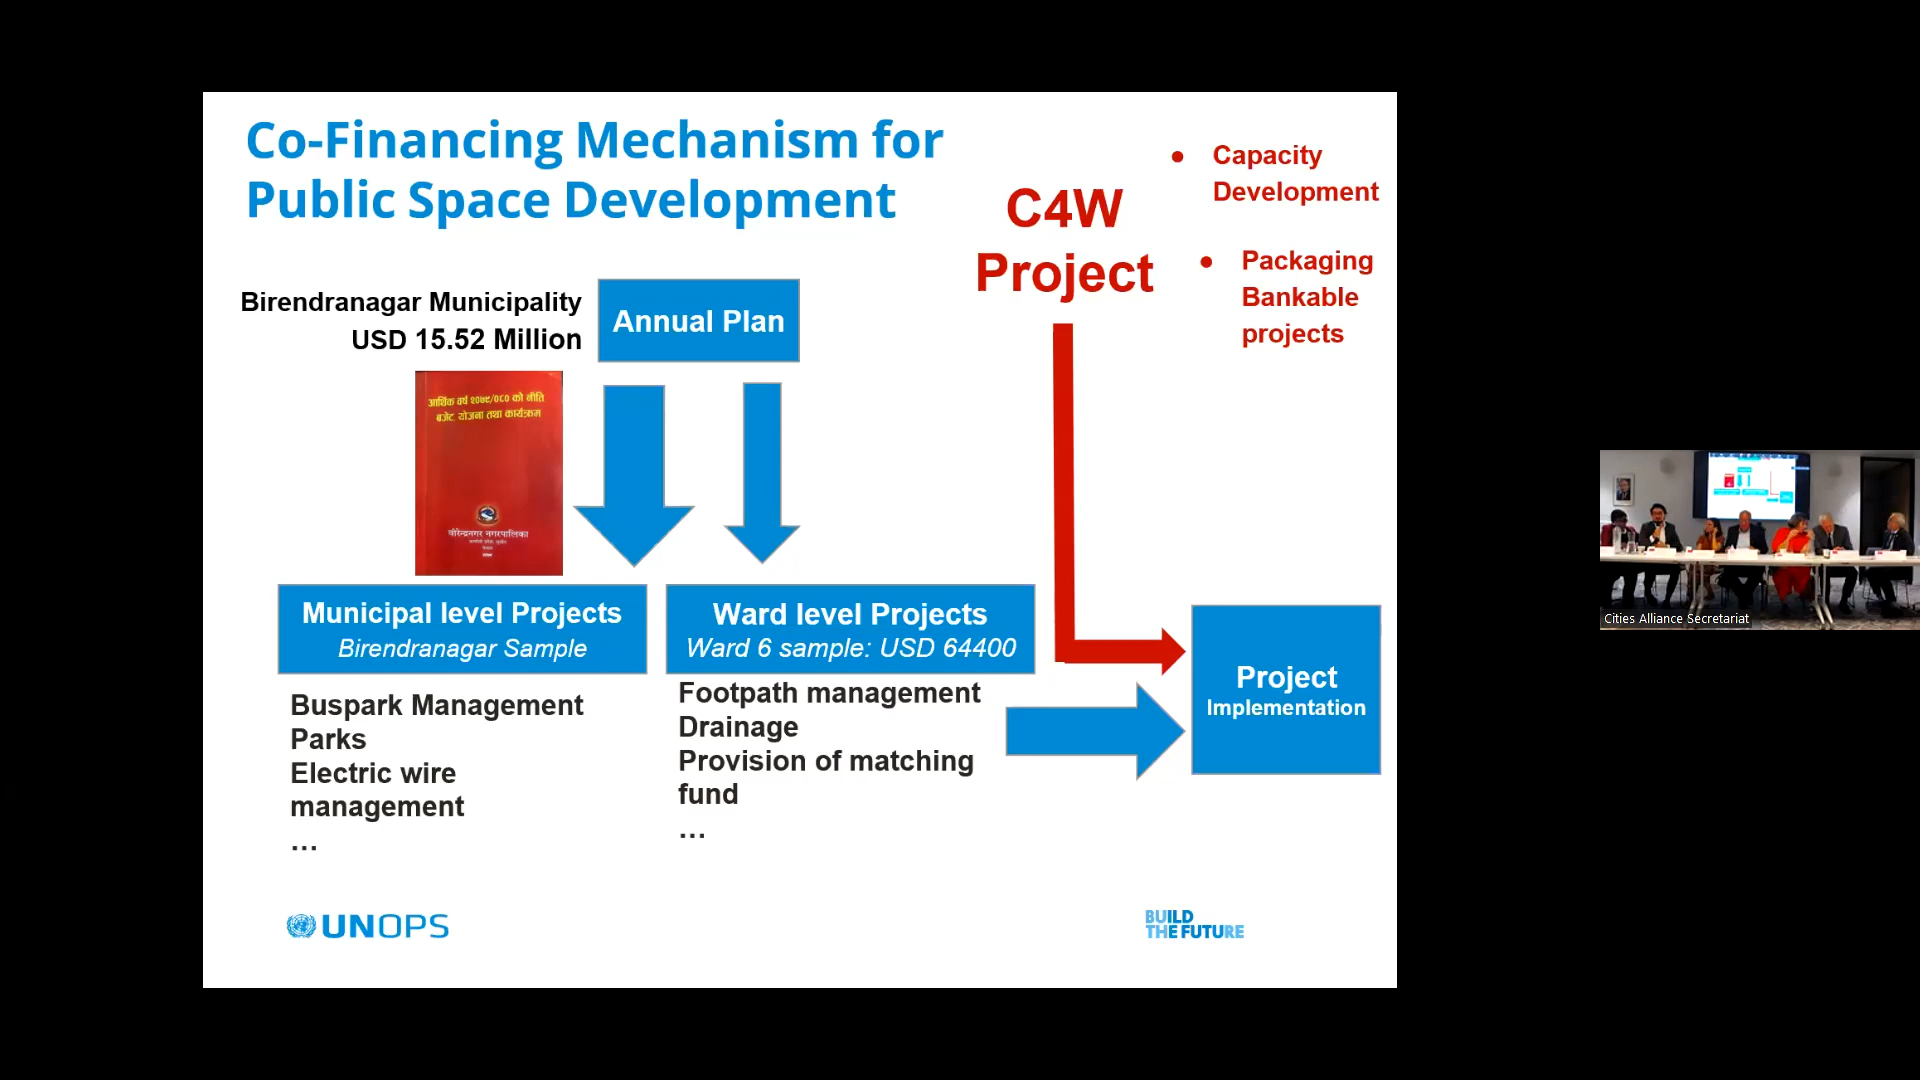 Co-Financing Mechanism for
Public Space Development
C4W
Project
• Capacity
Development
• Packaging
Bankable
projects
Birendranagar Municipality
USD 15.52 Million
Annual Plan
आर्थिक वर्ष २०७९/०८० को नीति
बजेट योजना तथा कार्यक्रम
वीरेन्द्रनगर नगरपालिका
Municipal level Projects
Birendranagar Sample
Buspark Management
Parks
Electric wire
management
...
Ward level Projects
Ward 6 sample: USD 64400
Footpath management
Drainage
Provision of matching
fund
...
Project
Implementation
UNOPS
BUILD
THE FUTURE
Cities Alliance Secretariat